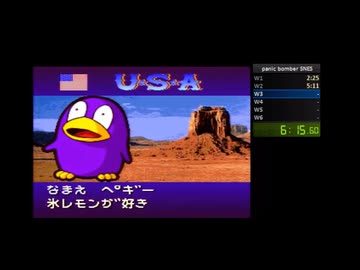 U·S·A
なまえ ペギー
氷レモンが好き
panic bomber SNES
W1 2:25
W2 5:11
W3 -
W4 -
W5 -
W6 -
6:15.60